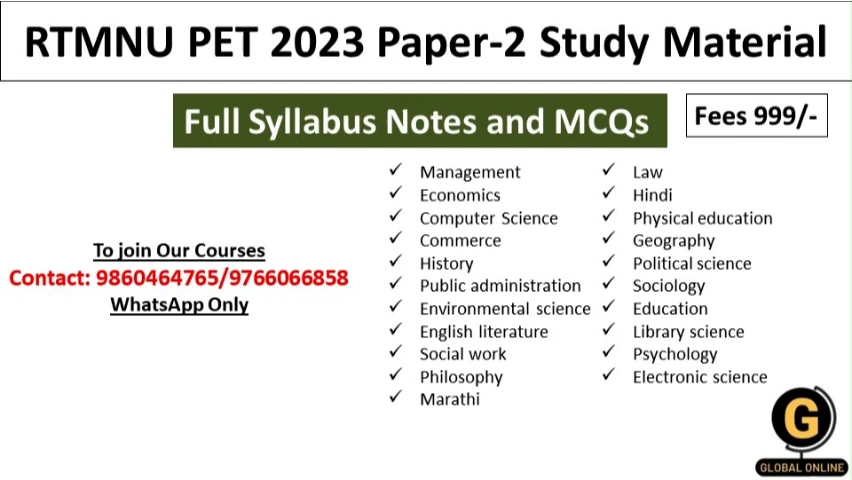 RTMNU PET 2023 Paper-2 Study Material
Full Syllabus Notes and MCQs
Fees 999/-
To join Our Courses
Contact: 9860464765/9766066858
WhatsApp Only
✓ Management
✓ Economics
✓ Computer Science
✓ Commerce
✓ History
✓ Public administration
✓ Environmental science
✓ English literature
✓ Social work
✓ Philosophy
✓ Marathi
✓ Law
✓ Hindi
✓ Physical education
✓ Geography
✓ Political science
✓ Sociology
✓ Education
✓ Library science
✓ Psychology
✓ Electronic science
G
GLOBAL ONLINE